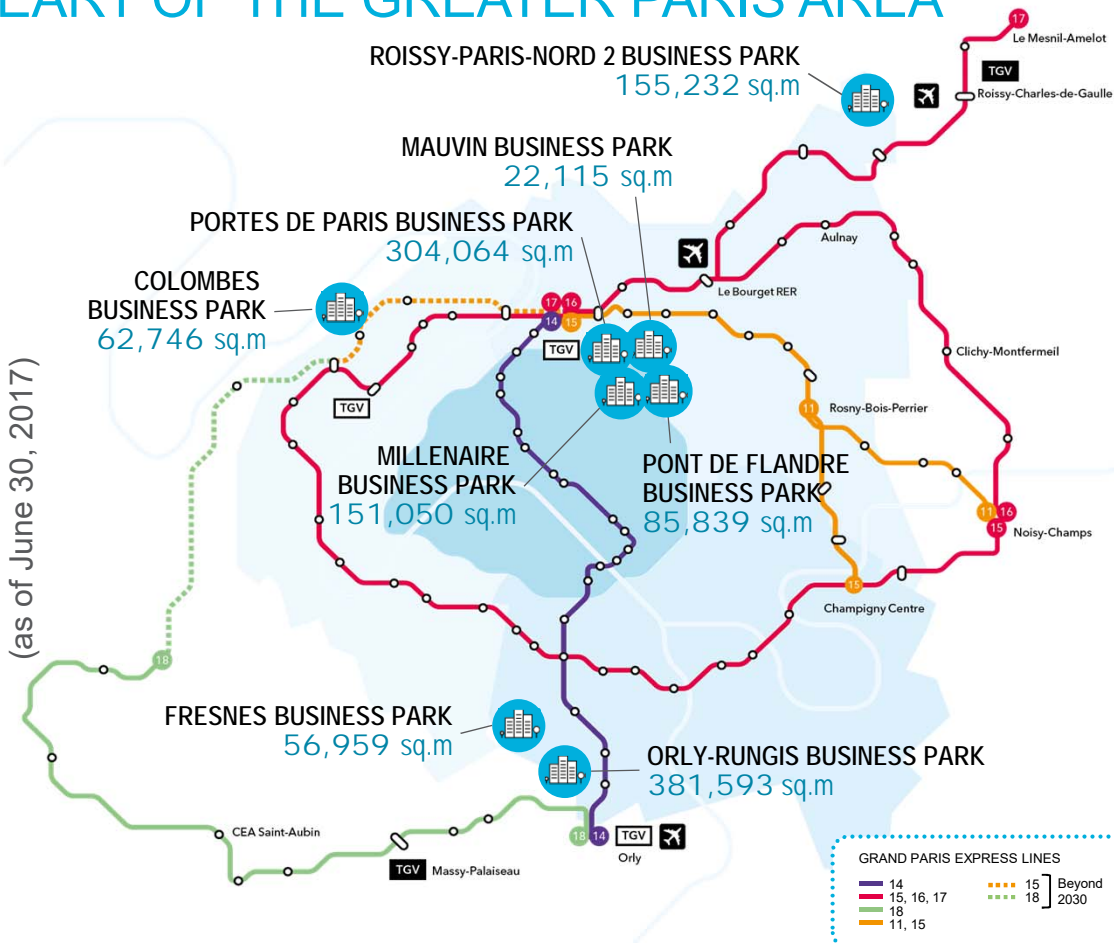 EART OF THE GREATER PARIS AREA
17
Le Mesnil-Amelot
ROISSY-PARIS-NORD 2 BUSINESS PARK
155,232 sq.m
TGV
Roissy-Charles-de-Gaulle
MAUVIN BUSINESS PARK
22,115 sq.m
PORTES DE PARIS BUSINESS PARK
304,064 sq.m
Aulnay
COLOMBES
BUSINESS PARK
62,746 sq.m
Le Bourget RER
17 16
14 15
TGV
Clichy-Montfermeil
TGV
11
Rosny-Bois-Perrier
(as of June 30, 2017)
MILLENAIRE
BUSINESS PARK
151,050 sq.m
PONT DE FLANDRE
BUSINESS PARK
85,839 sq.m
11 16
15
Noisy-Champs
15
Champigny Centre
18
FRESNES BUSINESS PARK
56,959 sq.m
ORLY-RUNGIS BUSINESS PARK
381,593 sq.m
CEA Saint-Aubin
18 14 TGV
Orly
TGV Massy-Palaiseau
GRAND PARIS EXPRESS LINES
14
15, 16, 17
18
11, 15
15
18
Beyond
2030